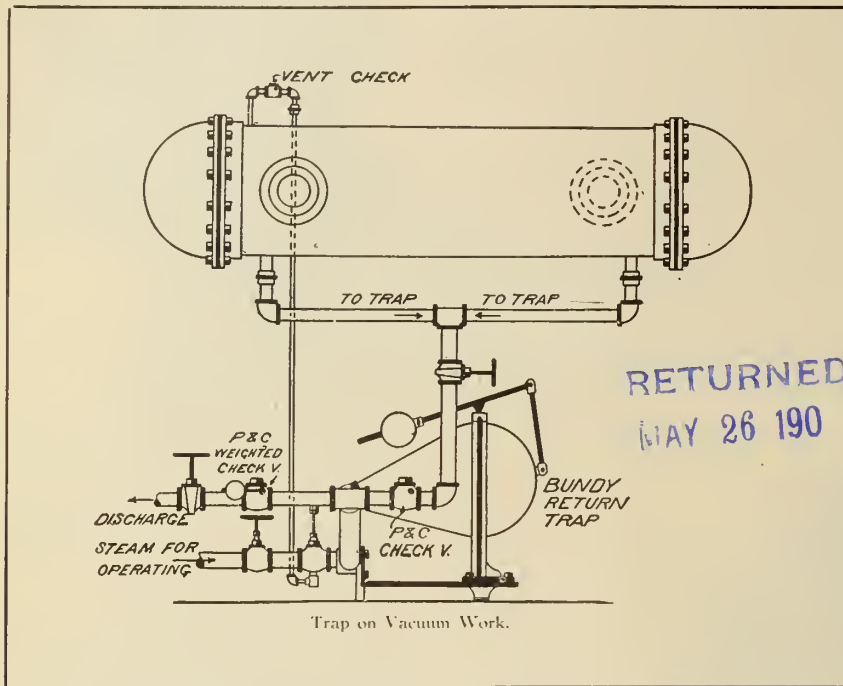 VENT CHECK
TO TRAP TO TRAP
RETURNED
MAY 26 190
P&C
WEIGHTED
CHECK V.
BUNDY
RETURN
TRAP
DISCHARGE
P&C
CHECK V.
STEAM FOR
OPERATING
Trap on Vacuum Work.